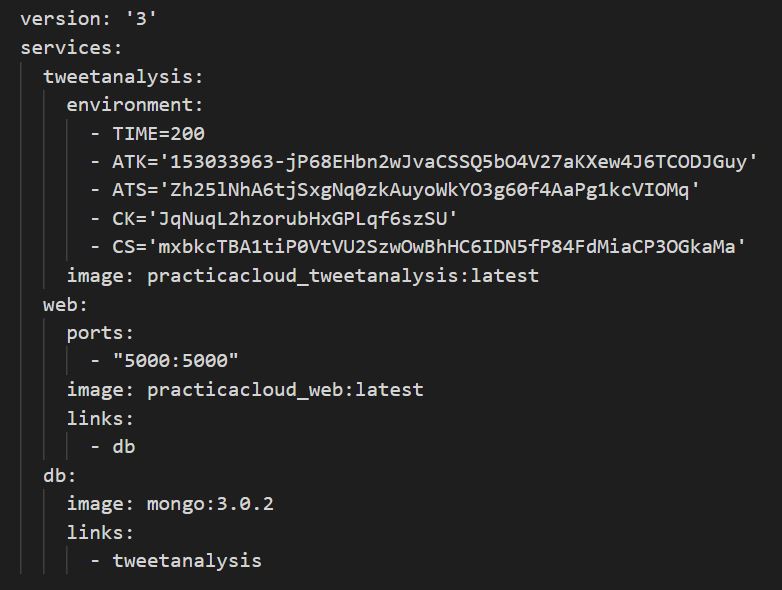 version: '3'
services:
tweetanalysis:
environment:
- TIME=200
- ATK='153033963-jP68EHbn2wJvaCSSQ5bO4V27aKXew4J6TCODJGuy'
- ATS='Zh25lNhA6tjSxgNq0zkAuyoWkYO3g60f4AaPg1kcVIOMq'
- CK='JqNuqL2hzorubHxGPLqf6szSU'
- CS='mxbkcTBA1tiP0VtVU2SzwOwBhHC6IDN5fP84FdMiaCP3OGkaMa'
image: practicacloud_tweetanalysis:latest
web:
ports:
- "5000:5000"
image: practicacloud_web:latest
links:
- db
db:
image: mongo:3.0.2
links:
- tweetanalysis